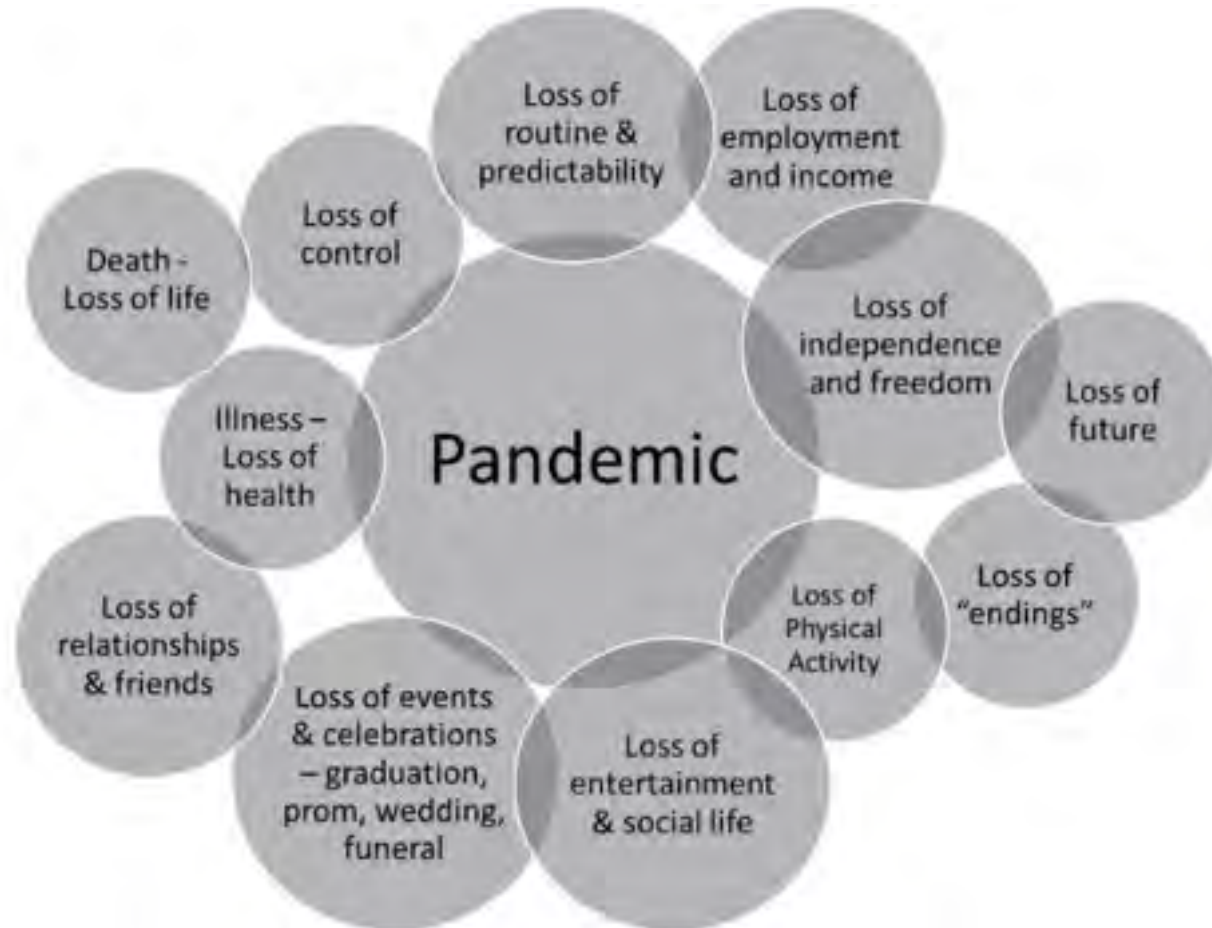 Loss of
routine &
predictability
Loss of
employment
and income
Loss of
control
Death -
Loss of life
Loss of
independence
and freedom
Loss of
future
Illness –
Loss of
health
Pandemic
Loss of
relationships
& friends
Loss of events
& celebrations
– graduation,
prom, wedding,
funeral
Loss of
entertainment
& social life
Loss of
Physical
Activity
Loss of
“endings”